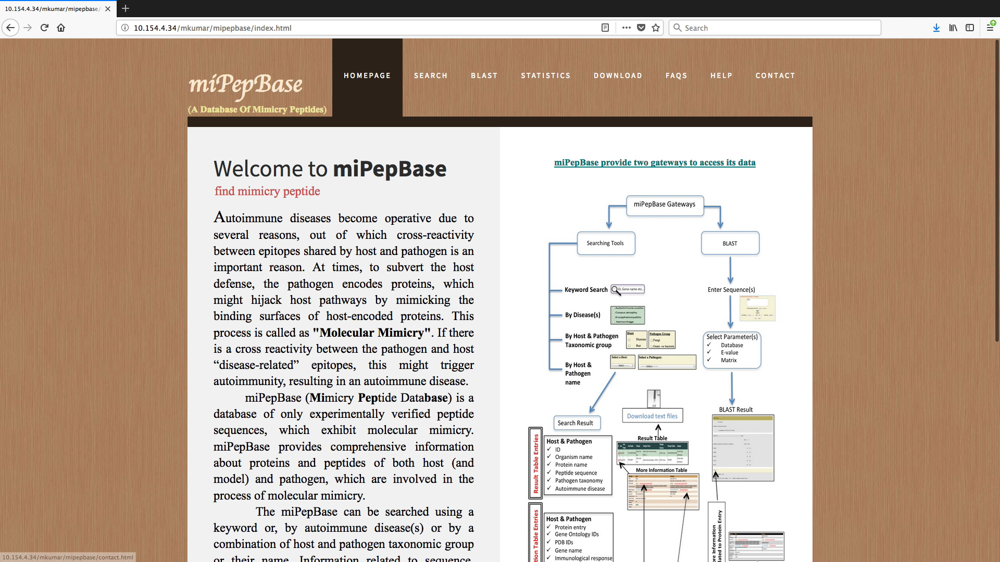 10.154.4.34/mkumar/mipepbase/
10.154.4.34/mkumar/mipepbase/index.html
Search
miPepBase
(A Database Of Mimicry Peptides)
HOMEPAGE
SEARCH
BLAST
STATISTICS
DOWNLOAD
FAQS
HELP
CONTACT
Welcome to miPepBase
find mimicry peptide
Autoimmune diseases become operative due to
several reasons, out of which cross-reactivity
between epitopes shared by host and pathogen is an
important reason. At times, to subvert the host
defense, the pathogen encodes proteins, which
might hijack host pathways by mimicking the
binding surfaces of host-encoded proteins. This
process is called as "Molecular Mimicry". If there
is a cross reactivity between the pathogen and host
“disease-related” epitopes, this might trigger
autoimmunity, resulting in an autoimmune disease.
miPepBase (Mimicry Peptide Database) is a
database of only experimentally verified peptide
sequences, which exhibit molecular mimicry.
miPepBase provides comprehensive information
about proteins and peptides of both host (and
model) and pathogen, which are involved in the
process of molecular mimicry.
The miPepBase can be searched using a
keyword or, by autoimmune disease(s) or by a
combination of host and pathogen taxonomic group
or their name. Information related to sequence,
miPepBase provide two gateways to access its data
miPepBase Gateways
Searching Tools
BLAST
Keyword Search
ID, Gene name etc..
Enter Sequence(s)
By Disease(s)
Autoimmune uveitis
Corpus atrophy
Encephalomyelitis
Hemorrhage
By Host & Pathogen
Taxonomic group
Host
Human
Rat
Pathogen Group
Fungi
Gram -ve bacteria
By Host &
Pathogen
name
Select a Host:
Select
Select a Pathogen:
Select
Select Parameter(s)
✓ Database
✓ E-value
✓ Matrix
GZ
Download text files
Search Result
BLAST Result
Result Table
More Information Table
Result Table Entries
Host & Pathogen
✓ ID
✓ Organism name
✓ Protein name
✓ Peptide sequence
✓ Pathogen taxonomy
✓ Autoimmune disease
tion Table Entries
Host & Pathogen
✓ Protein entry
✓ Gene Ontology IDs
✓ PDB IDs
✓ Gene name
✓ Immunological response
ore Information
lated to Protein Entry
10.154.4.34/mkumar/mipepbase/contact.html